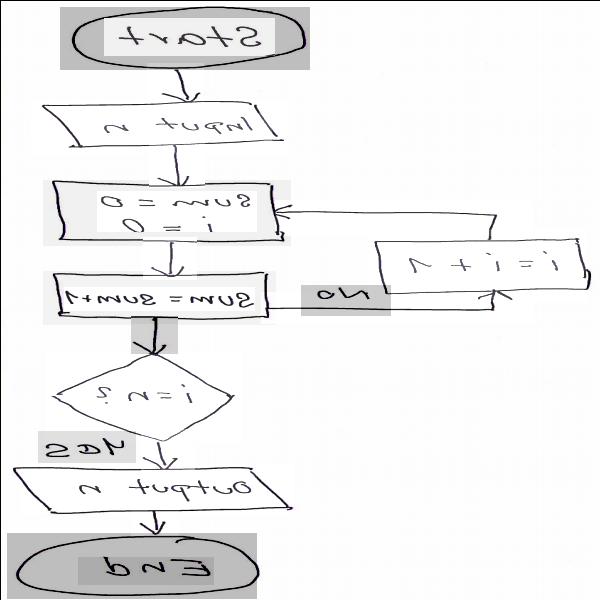 Start
Input n
sum = 0
i = 0
i = i + 1
sum = sum+1
No
i = n ?
Yes
Output n
End